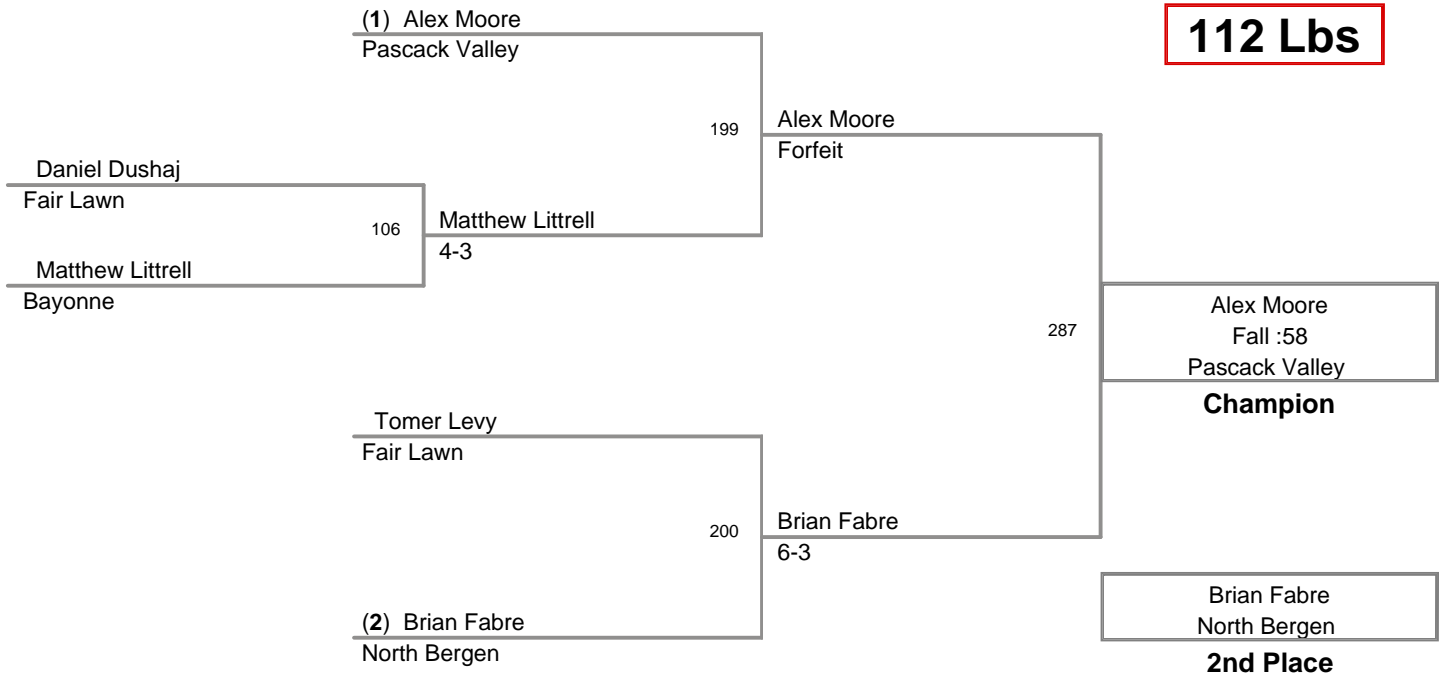 (1) Alex Moore
Pascack Valley
112 Lbs
199
Alex Moore
Forfeit
Daniel Dushaj
Fair Lawn
106
Matthew Littrell
4-3
Matthew Littrell
Bayonne
287
Alex Moore
Fall :58
Pascack Valley
Champion
Tomer Levy
Fair Lawn
200
Brian Fabre
6-3
(2) Brian Fabre
North Bergen
Brian Fabre
North Bergen
2nd Place